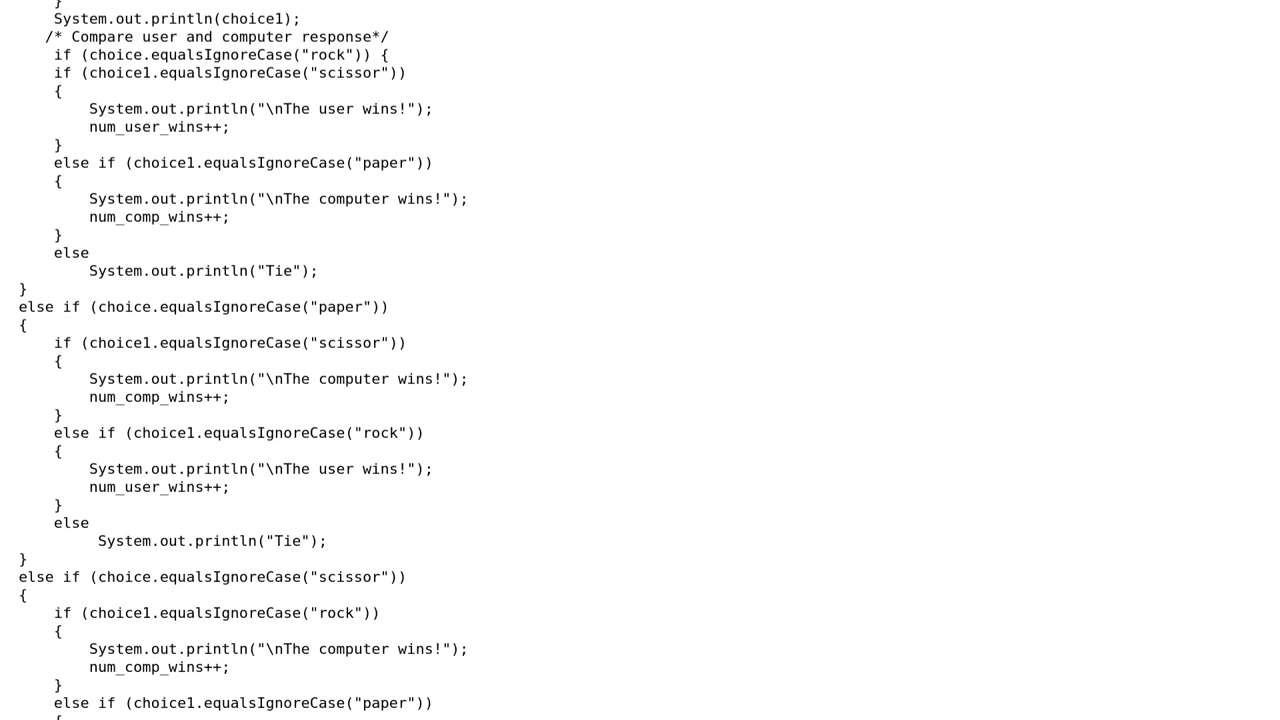 }
System.out.println(choice1);
/* Compare user and computer response*/
if (choice.equalsIgnoreCase("rock")) {
if (choice1.equalsIgnoreCase("scissor"))
{
System.out.println("\nThe user wins!");
num_user_wins++;
}
else if (choice1.equalsIgnoreCase("paper"))
{
System.out.println("\nThe computer wins!");
num_comp_wins++;
}
else
System.out.println("Tie");
}
else if (choice.equalsIgnoreCase("paper"))
{
if (choice1.equalsIgnoreCase("scissor"))
{
System.out.println("\nThe computer wins!");
num_comp_wins++;
}
else if (choice1.equalsIgnoreCase("rock"))
{
System.out.println("\nThe user wins!");
num_user_wins++;
}
else
System.out.println("Tie");
}
else if (choice.equalsIgnoreCase("scissor"))
{
if (choice1.equalsIgnoreCase("rock"))
{
System.out.println("\nThe computer wins!");
num_comp_wins++;
}
else if (choice1.equalsIgnoreCase("paper"))
{